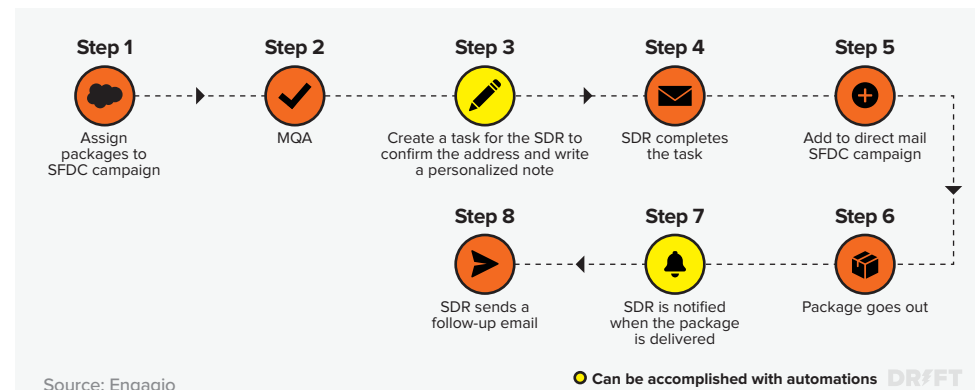 Step 1
Step 2
Step 3
Step 4
Step 5
Assign
packages to
SFDC campaign
MQA
Create a task for the SDR to
confirm the address and write
a personalized note
SDR completes
the task
Add to direct mail
SFDC campaign
Step 8
Step 7
Step 6
SDR sends a
follow-up email
SDR is notified
when the package
is delivered
Package goes out
Source: Engagio
Can be accomplished with automations
DRIFT